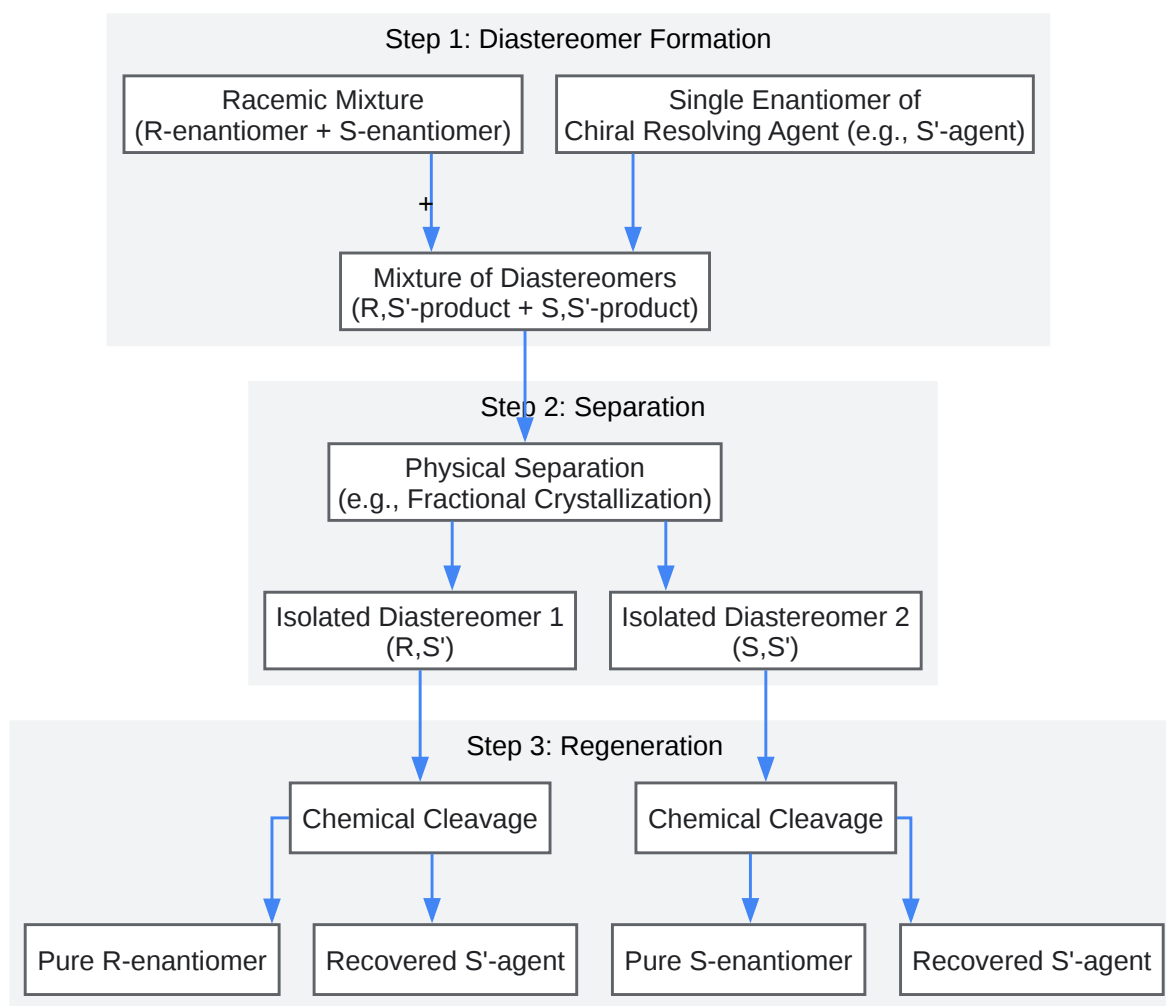 Step 1: Diastereomer Formation
Racemic Mixture
(R-enantiomer + S-enantiomer)
Single Enantiomer of
Chiral Resolving Agent (e.g., S'-agent)
+
Mixture of Diastereomers
(R,S'-product + S,S'-product)
Step 2: Separation
Physical Separation
(e.g., Fractional Crystallization)
Isolated Diastereomer 1
(R,S')
Isolated Diastereomer 2
(S,S')
Step 3: Regeneration
Chemical Cleavage
Chemical Cleavage
Pure R-enantiomer
Recovered S'-agent
Pure S-enantiomer
Recovered S'-agent